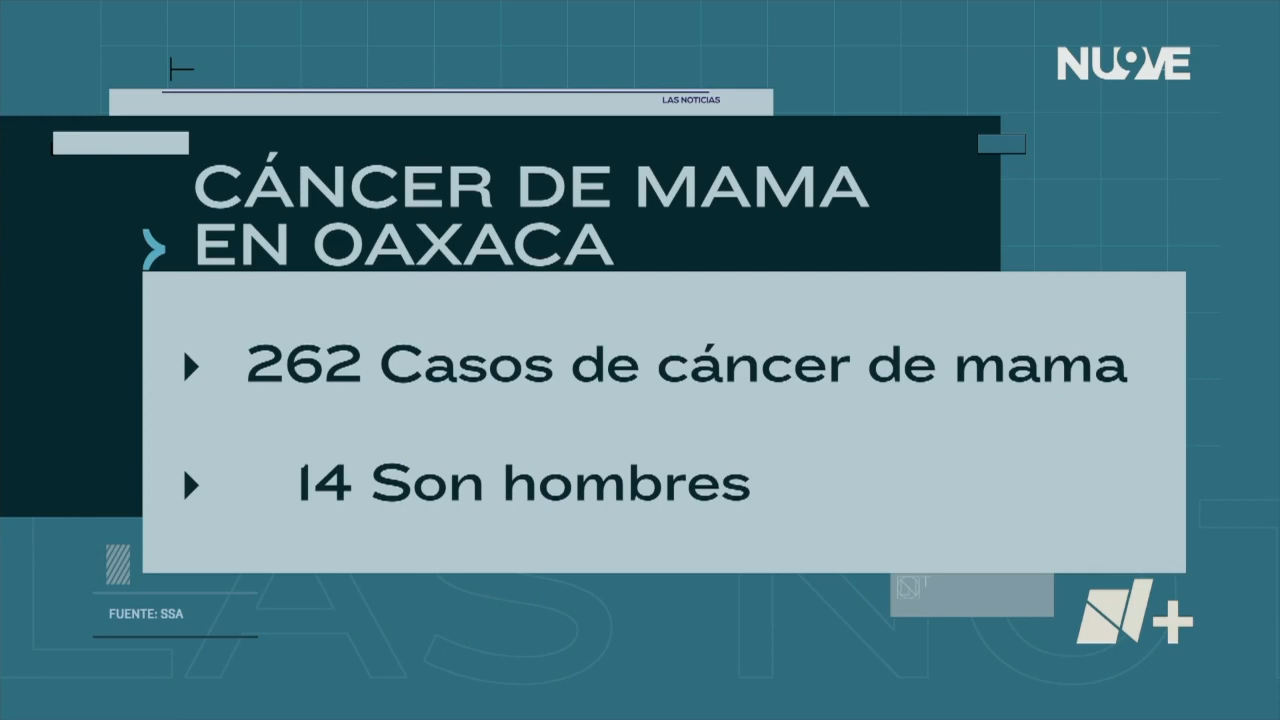 NU9VE
LAS NOTICIAS
CÁNCER DE MAMA
EN OAXACA
262 Casos de cáncer de mama
14 Son hombres
FUENTE: SSA
N+